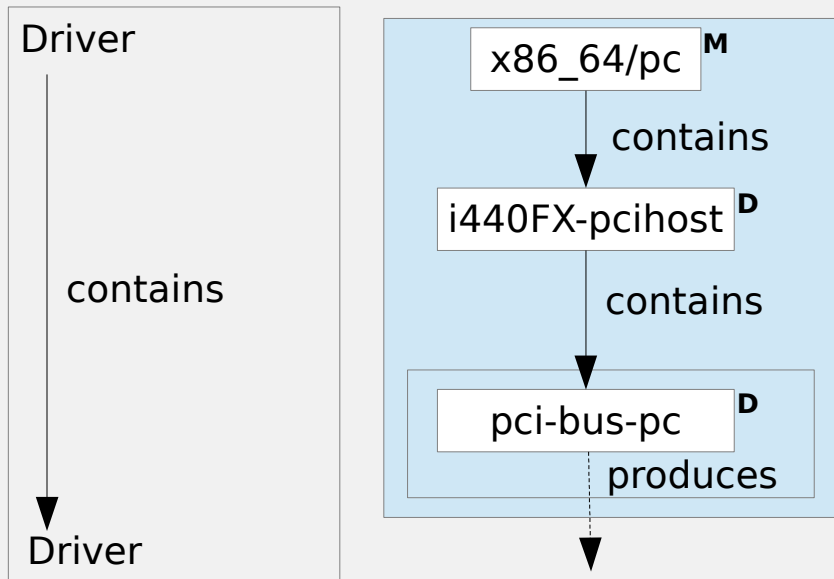 Driver
contains
Driver
x86_64/pc M
contains
i440FX-pcihost D
contains
pci-bus-pc D
produces